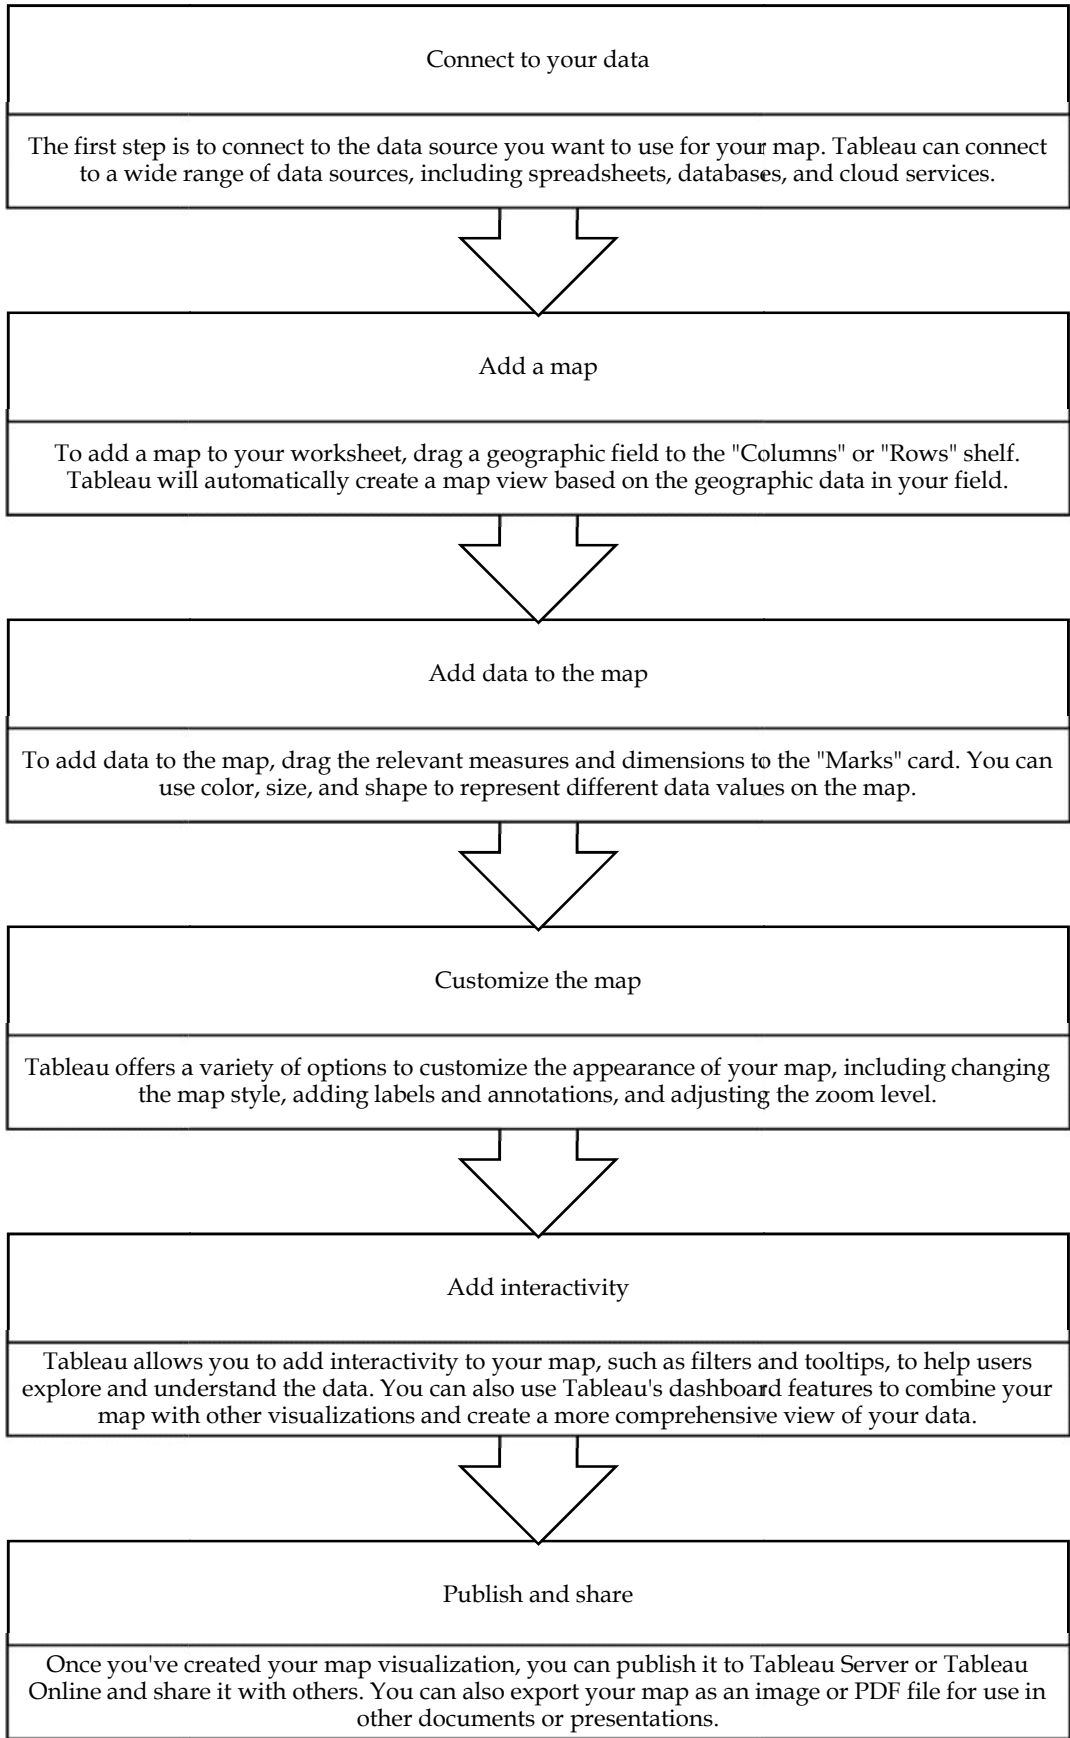 Connect to your data
The first step is to connect to the data source you want to use for your map. Tableau can connect
to a wide range of data sources, including spreadsheets, databases, and cloud services.
Add a map
To add a map to your worksheet, drag a geographic field to the "Columns" or "Rows" shelf.
Tableau will automatically create a map view based on the geographic data in your field.
Add data to the map
To add data to the map, drag the relevant measures and dimensions to the "Marks" card. You can
use color, size, and shape to represent different data values on the map.
Customize the map
Tableau offers a variety of options to customize the appearance of your map, including changing
the map style, adding labels and annotations, and adjusting the zoom level.
Add interactivity
Tableau allows you to add interactivity to your map, such as filters and tooltips, to help users
explore and understand the data. You can also use Tableau's dashboard features to combine your
map with other visualizations and create a more comprehensive view of your data.
Publish and share
Once you've created your map visualization, you can publish it to Tableau Server or Tableau
Online and share it with others. You can also export your map as an image or PDF file for use in
other documents or presentations.